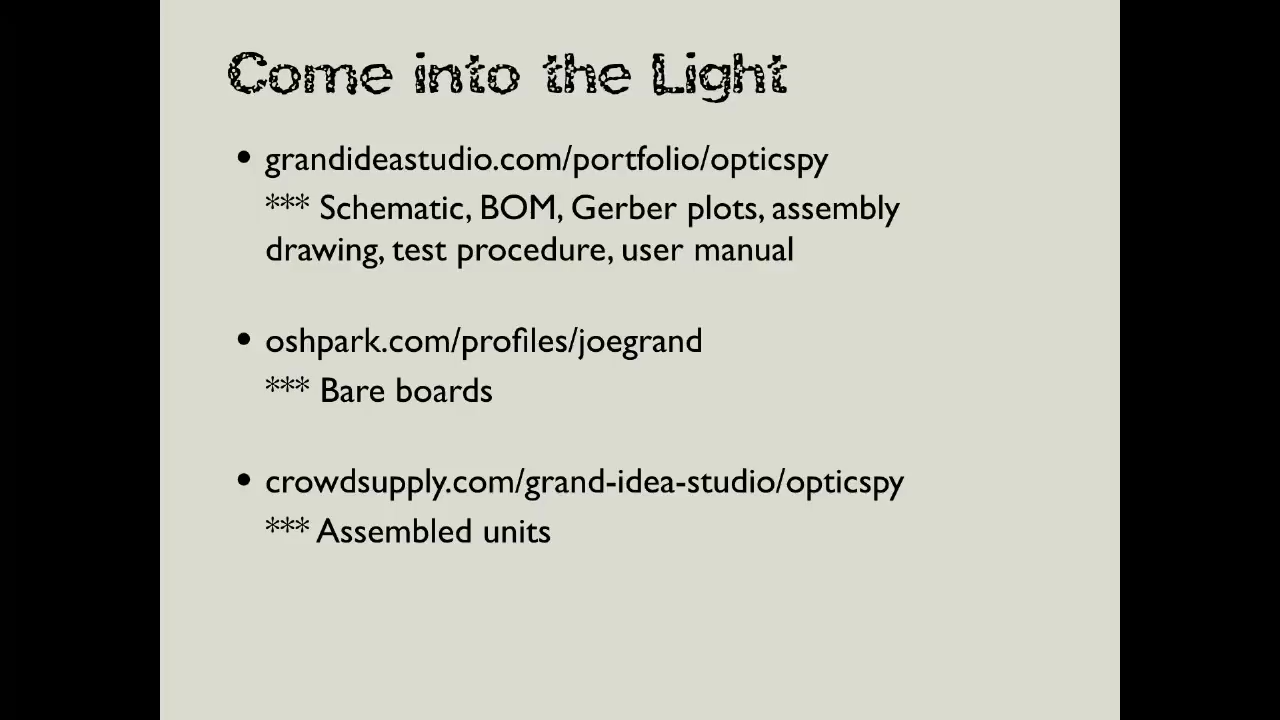 Come into the Light
• grandideastudio.com/portfolio/opticspy
*** Schematic, BOM, Gerber plots, assembly
drawing, test procedure, user manual
• oshpark.com/profiles/joegrand
*** Bare boards
• crowdsupply.com/grand-idea-studio/opticspy
*** Assembled units